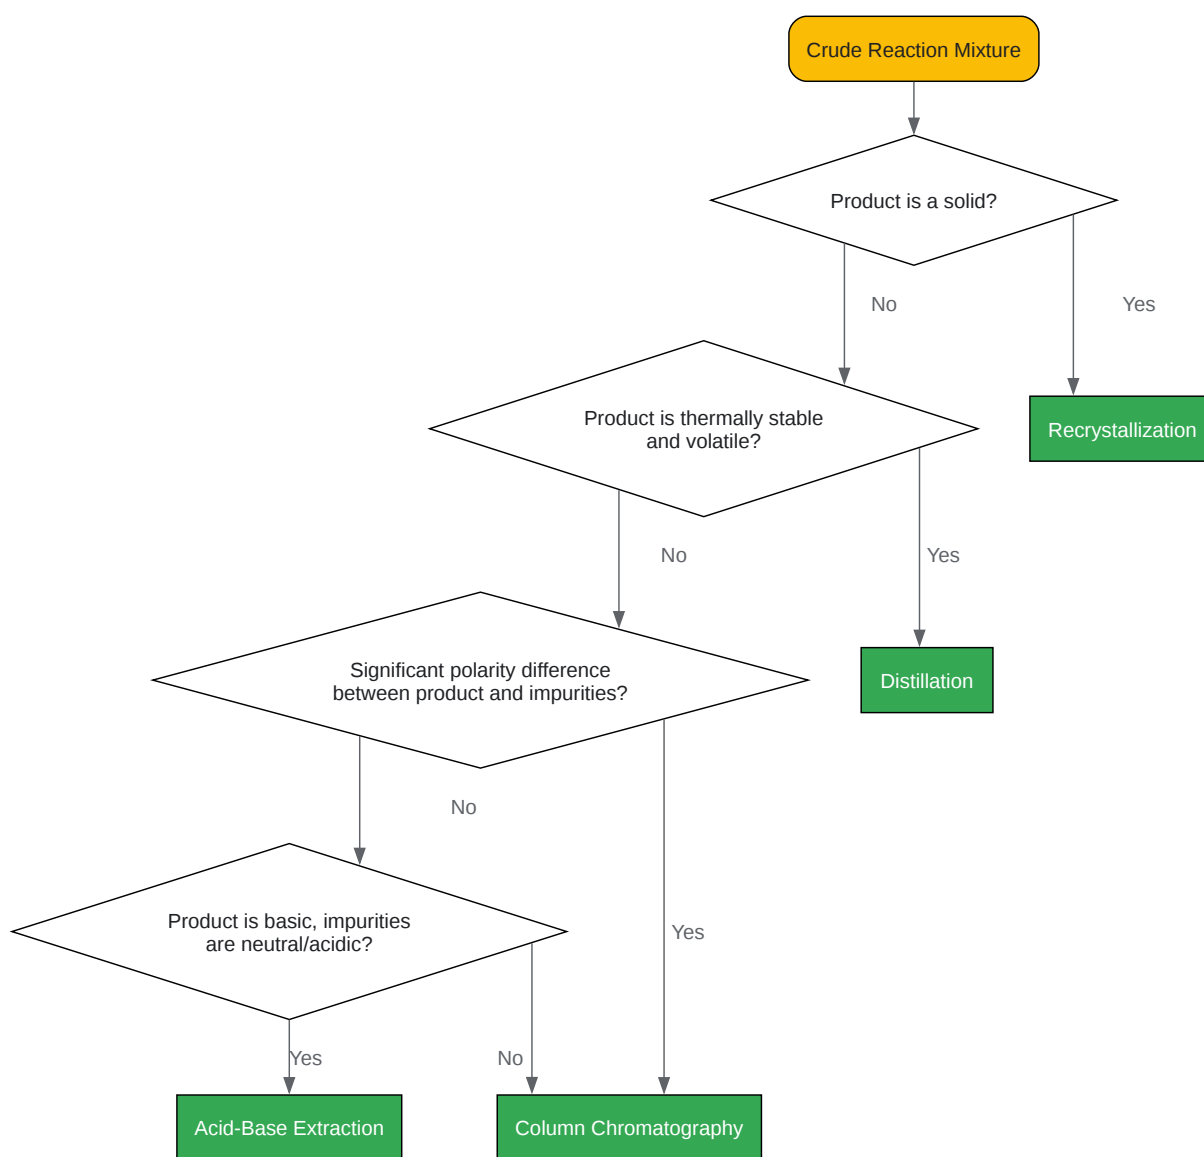 Crude Reaction Mixture
Product is a solid?
No
Yes
Product is thermally stable
and volatile?
Recrystallization
No
Yes
Significant polarity difference
between product and impurities?
Distillation
No
Product is basic, impurities
are neutral/acidic?
Yes
Yes
No
Acid-Base Extraction
Column Chromatography